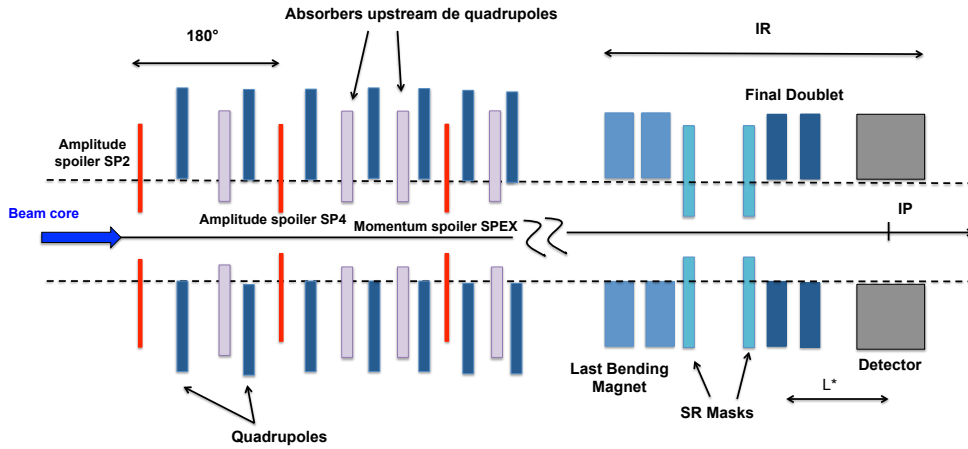 Absorbers upstream de quadrupoles
180°
IR
Final Doublet
Amplitude
spoiler SP2
Beam core
Amplitude spoiler SP4
Momentum spoiler SPEX
IP
Last Bending
Magnet
SR Masks
L*
Detector
Quadrupoles